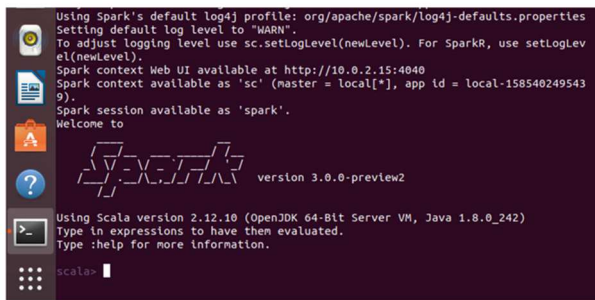 Using Spark's default log4j profile: org/apache/spark/log4j-defaults.properties
Setting default log level to "WARN".
To adjust logging level use sc.setLogLevel(newLevel). For SparkR, use setLogLev
el(newLevel).
Spark context Web UI available at http://10.0.2.15:4040
Spark context available as 'sc' (master = local[*], app id = local-158540249543
9).
Spark session available as 'spark'.
Welcome to
Spark version 3.0.0-preview2
Using Scala version 2.12.10 (OpenJDK 64-Bit Server VM, Java 1.8.0_242)
Type in expressions to have them evaluated.
Type :help for more information.
scala>